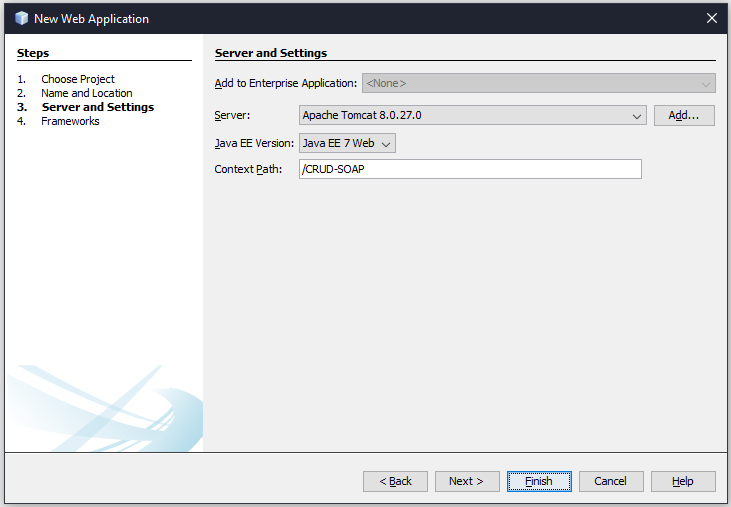 New Web Application
Steps
1. Choose Project
2. Name and Location
3. Server and Settings
4. Frameworks
Server and Settings
Add to Enterprise Application: <None>
Server: Apache Tomcat 8.0.27.0 Add...
Java EE Version: Java EE 7 Web
Context Path: /CRUD-SOAP
< Back Next > Finish Cancel Help